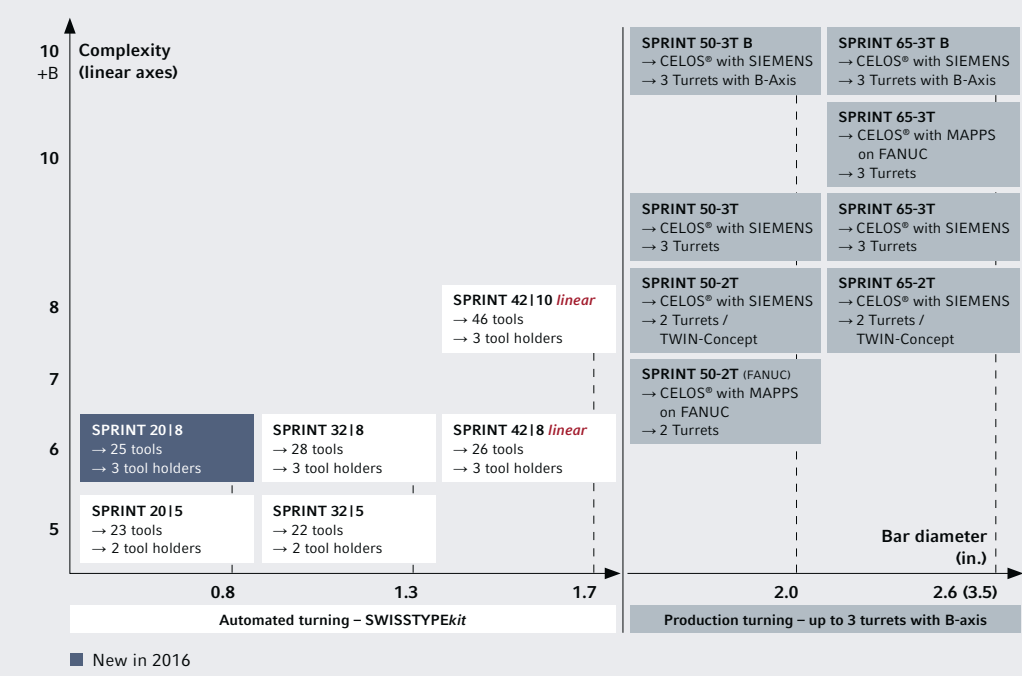 10
+B
Complexity
(linear axes)
10
8
7
6
5
SPRINT 50-3T B
→ CELOS® with SIEMENS
→ 3 Turrets with B-Axis
SPRINT 65-3T B
→ CELOS® with SIEMENS
→ 3 Turrets with B-Axis
SPRINT 65-3T
→ CELOS® with MAPPS
on FANUC
→ 3 Turrets
SPRINT 50-3T
→ CELOS® with SIEMENS
→ 3 Turrets
SPRINT 65-3T
→ CELOS® with SIEMENS
→ 3 Turrets
SPRINT 42|10 linear
→ 46 tools
→ 3 tool holders
SPRINT 50-2T
→ CELOS® with SIEMENS
→ 2 Turrets /
TWIN-Concept
SPRINT 65-2T
→ CELOS® with SIEMENS
→ 2 Turrets /
TWIN-Concept
SPRINT 50-2T (FANUC)
→ CELOS® with MAPPS
on FANUC
→ 2 Turrets
SPRINT 20|8
→ 25 tools
→ 3 tool holders
SPRINT 32|8
→ 28 tools
→ 3 tool holders
SPRINT 42|8 linear
→ 26 tools
→ 3 tool holders
SPRINT 20|5
→ 23 tools
→ 2 tool holders
SPRINT 32|5
→ 22 tools
→ 2 tool holders
Bar diameter
(in.)
0.8
1.3
1.7
2.0
2.6 (3.5)
Automated turning – SWISSTYPEkit
Production turning – up to 3 turrets with B-axis
New in 2016